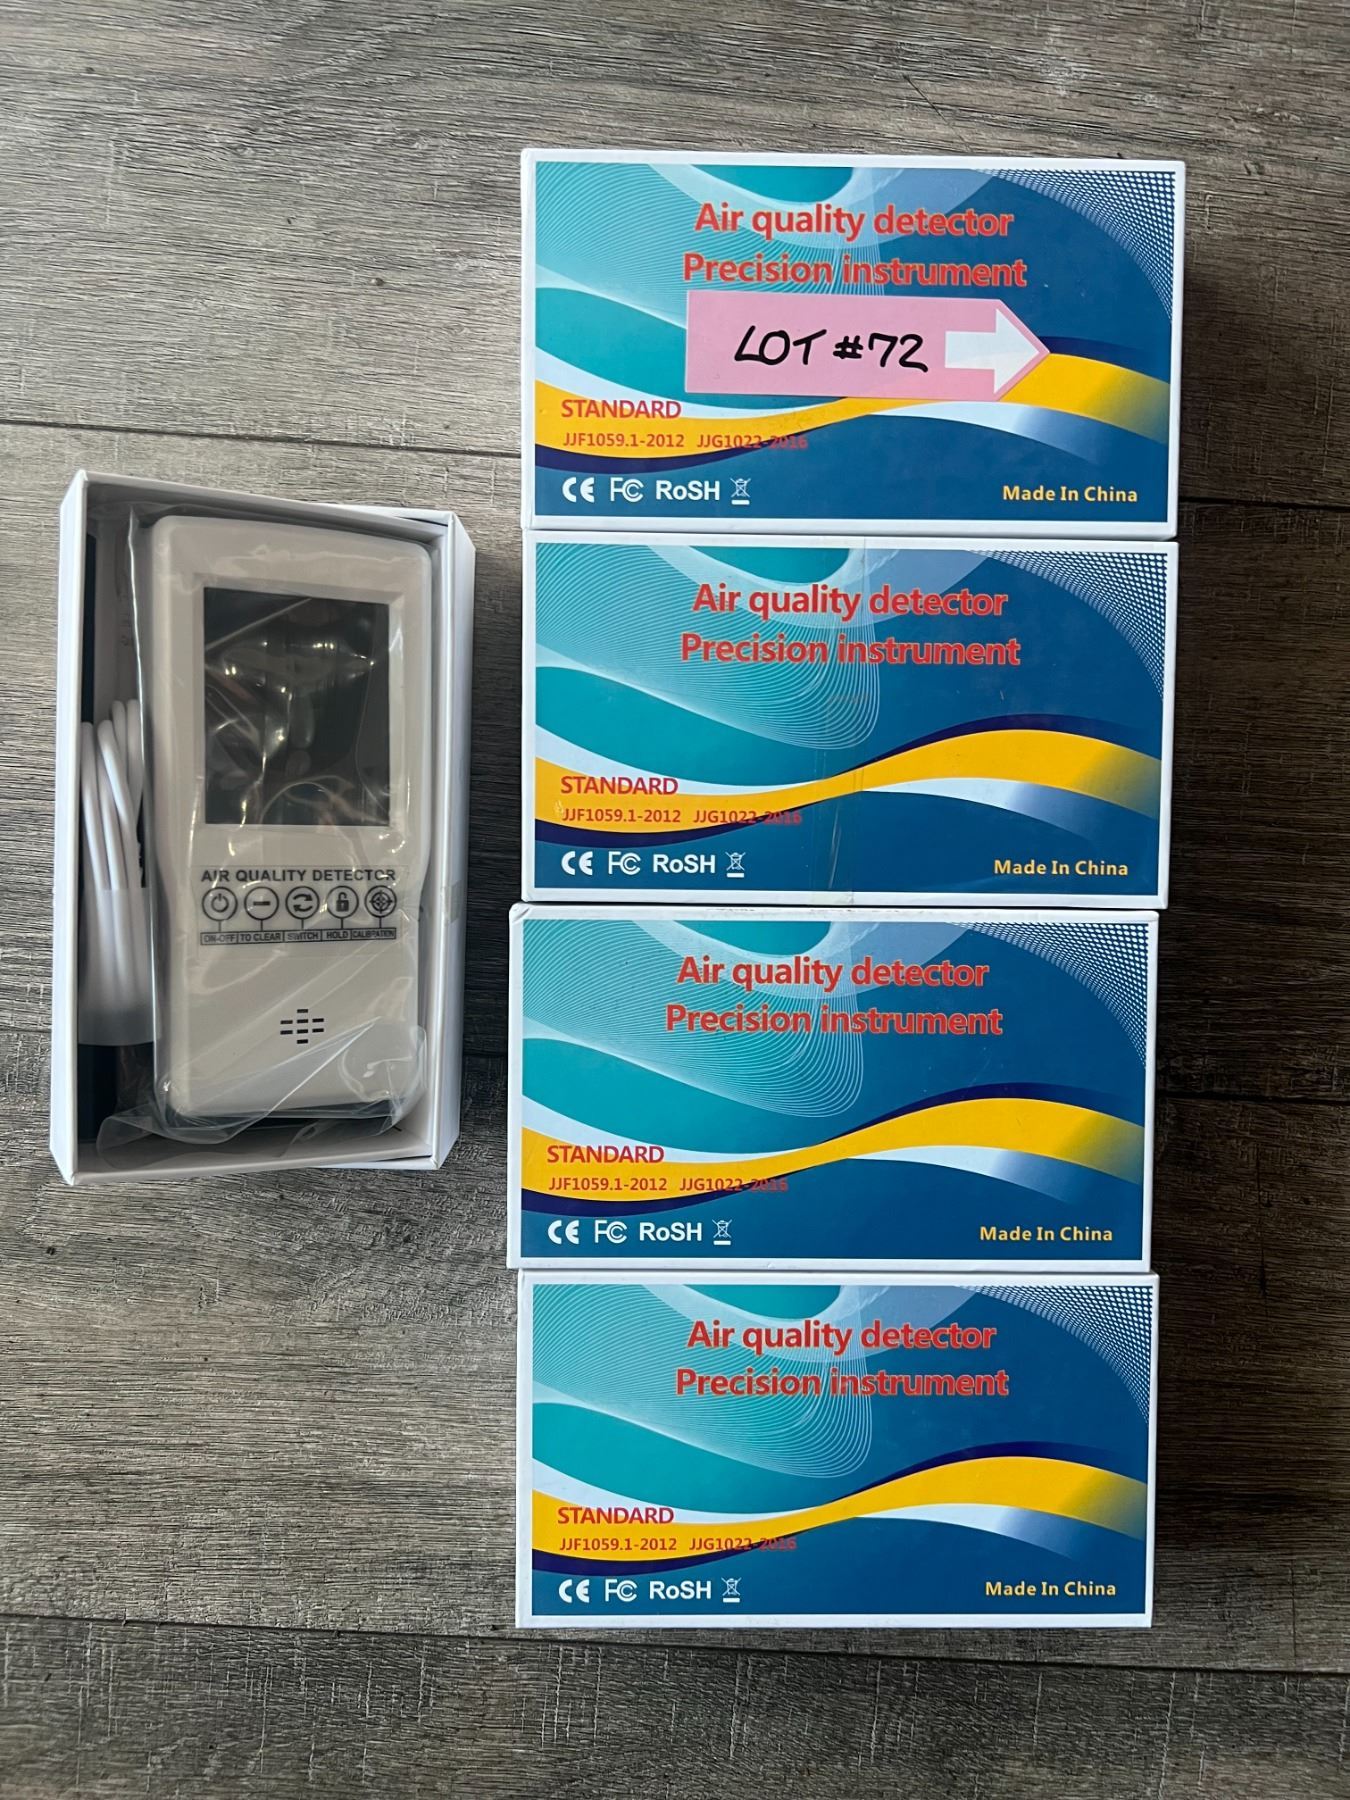 Air quality detector
Precision instrument
LOT #72
STANDARD
JJF1059.1-2012 JJG1022-2016
CE FC RoSH
Made In China
Air quality detector
Precision instrument
STANDARD
JJF1059.1-2012 JJG1022-2016
CE FC RoSH
Made In China
AIR QUALITY DETECTOR
ON-OFF TO CLEAR SWITCH HOLD CALIBRATION
Air quality detector
Precision instrument
STANDARD
JJF1059.1-2012 JJG1022-2016
CE FC RoSH
Made In China
Air quality detector
Precision instrument
STANDARD
JJF1059.1-2012 JJG1022-2016
CE FC RoSH
Made In China